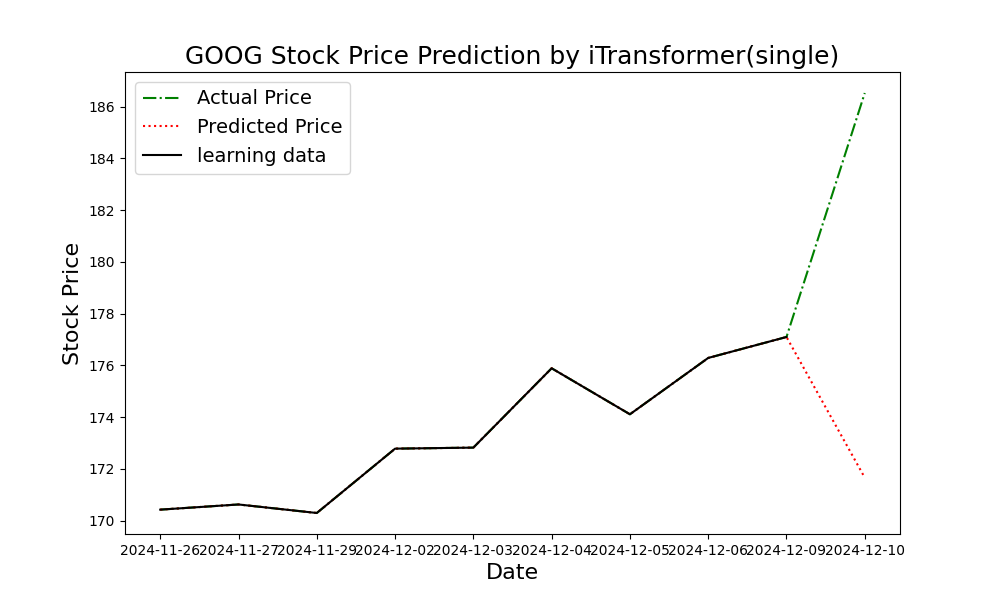 GOOG Stock Price Prediction by iTransformer(single)
Actual Price
Predicted Price
learning data
186
184
182
180
178
176
174
172
170
Stock Price
2024-11-26 2024-11-27 2024-11-29 2024-12-02 2024-12-03 2024-12-04 2024-12-05 2024-12-06 2024-12-09 2024-12-10
Date